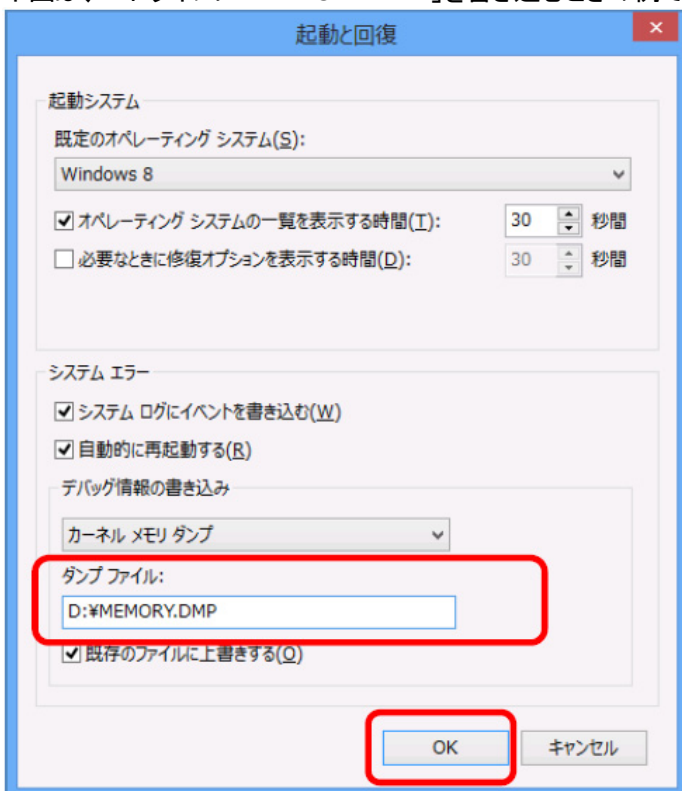 起動と回復
起動システム
既定のオペレーティング システム(S):
Windows 8
オペレーティング システムの一覧を表示する時間(T): 30 秒間
必要なときに修復オプションを表示する時間(D): 30 秒間
システム エラー
システム ログにイベントを書き込む(W)
自動的に再起動する(R)
デバッグ情報の書き込み
カーネル メモリ ダンプ
ダンプ ファイル:
D:¥MEMORY.DMP
既存のファイルに上書きする(O)
OK キャンセル